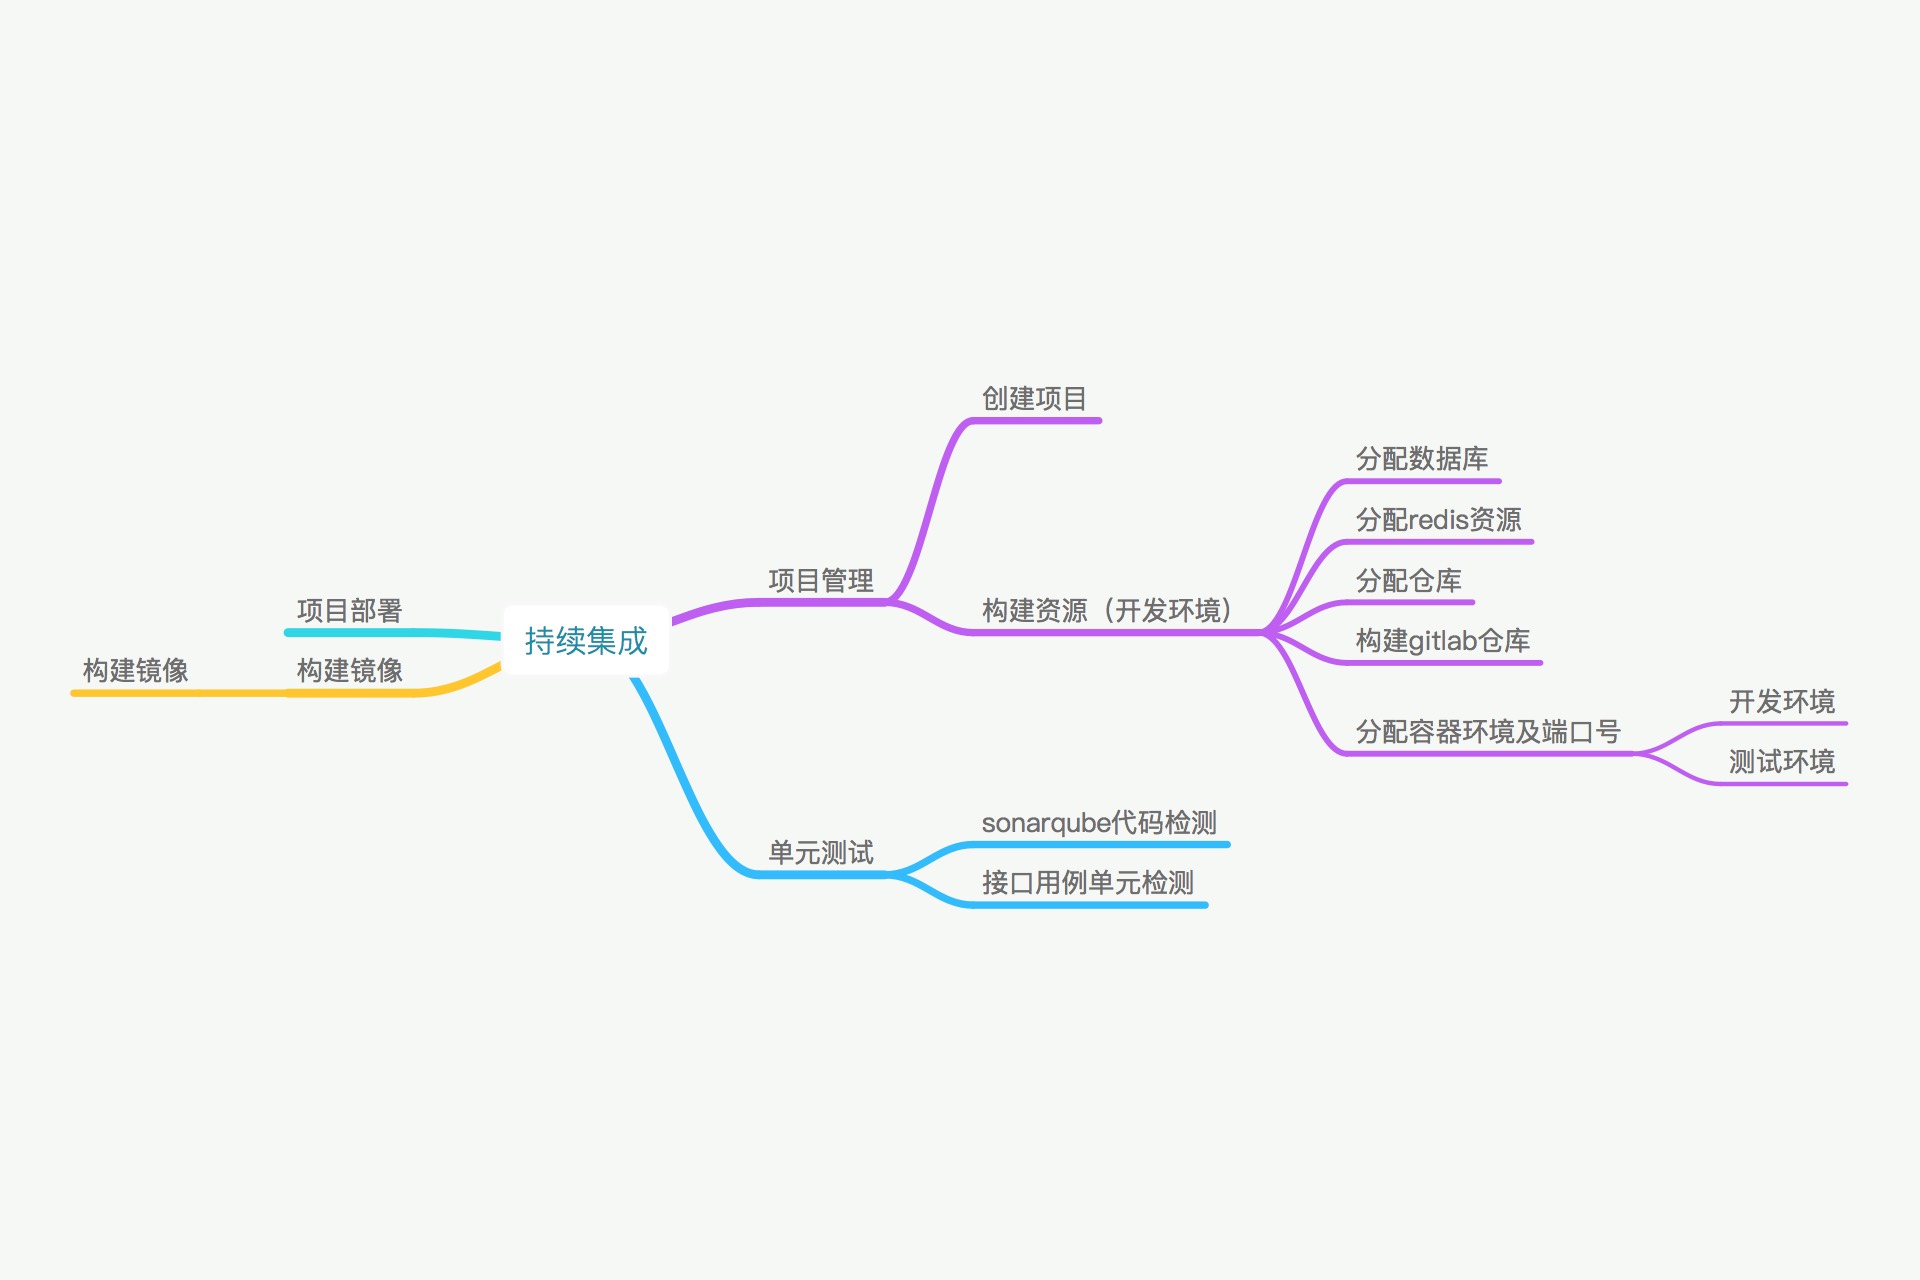 创建项目
分配数据库
分配redis资源
项目管理
分配仓库
项目部署
构建资源（开发环境）
持续集成
构建gitlab仓库
构建镜像
构建镜像
开发环境
分配容器环境及端口号
测试环境
sonarqube代码检测
单元测试
接口用例单元检测